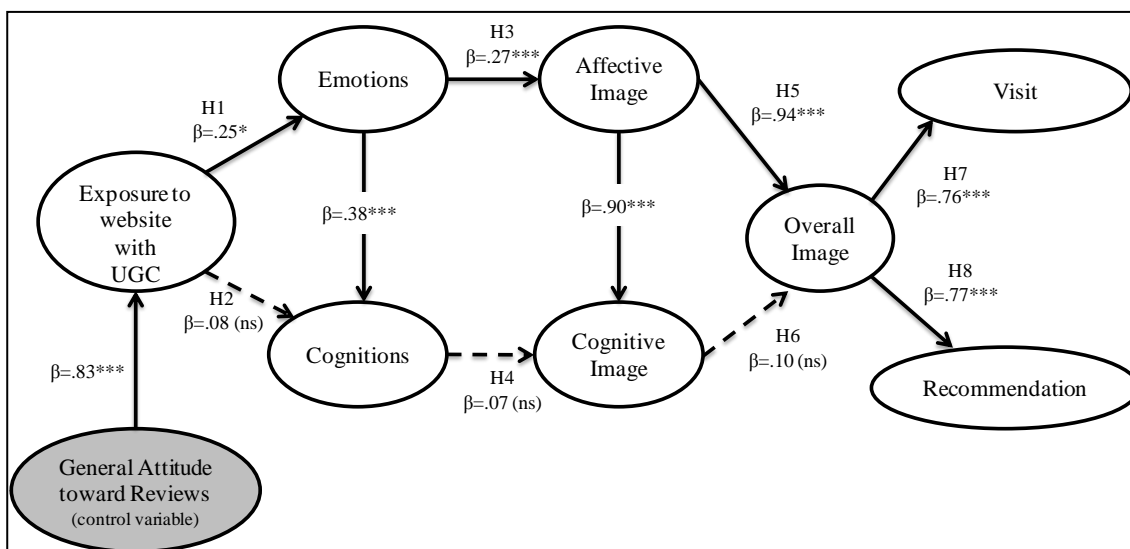 H3
β=.27***
Emotions
Affective
Image
Visit
H1
β=.25*
H5
β=.94***
H7
β=.76***
Exposure to
website
with
UGC
β=.38***
β=.90***
Overall
Image
H2
β=.08 (ns)
H8
β=.77***
Cognitions
Cognitive
Image
H6
β=.10 (ns)
H4
β=.07 (ns)
Recommendation
β=.83***
General Attitude
toward Reviews
(control variable)